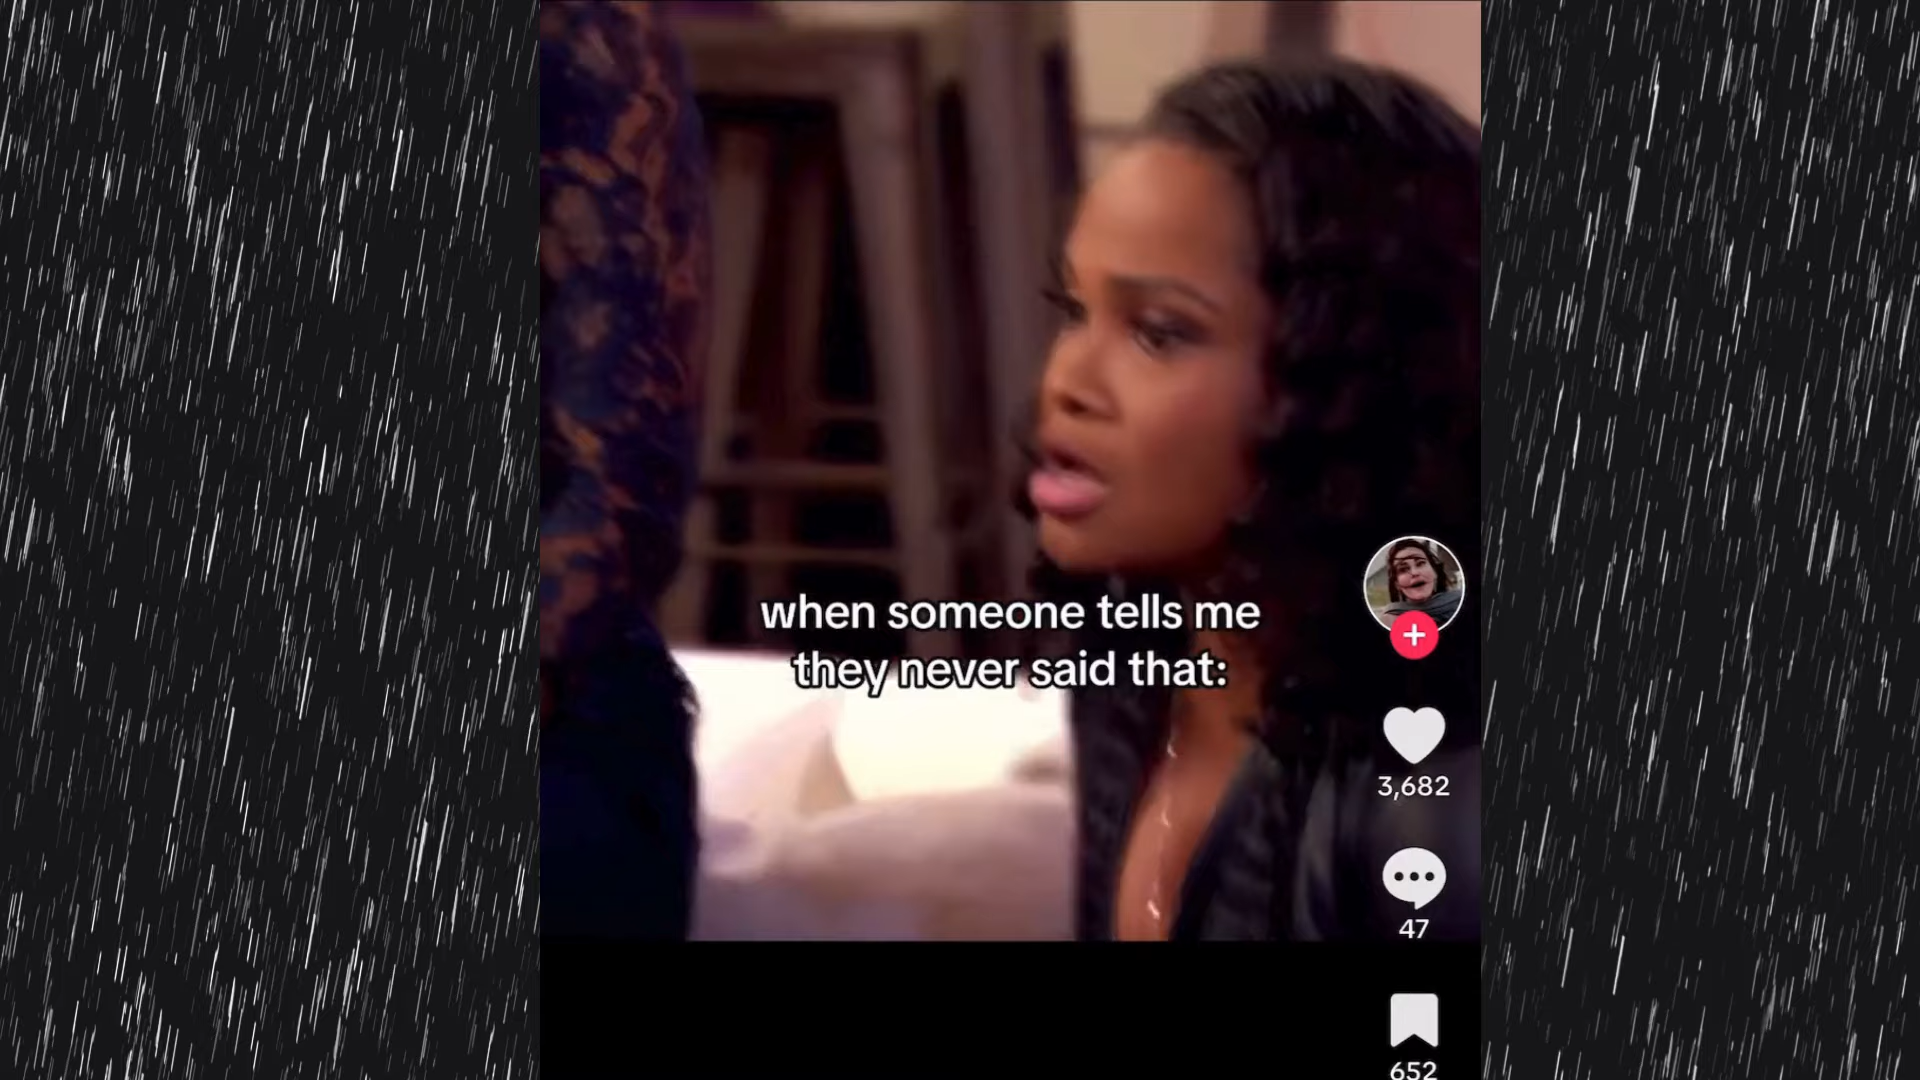 when someone tells me
they never said that:
3,682
47
652